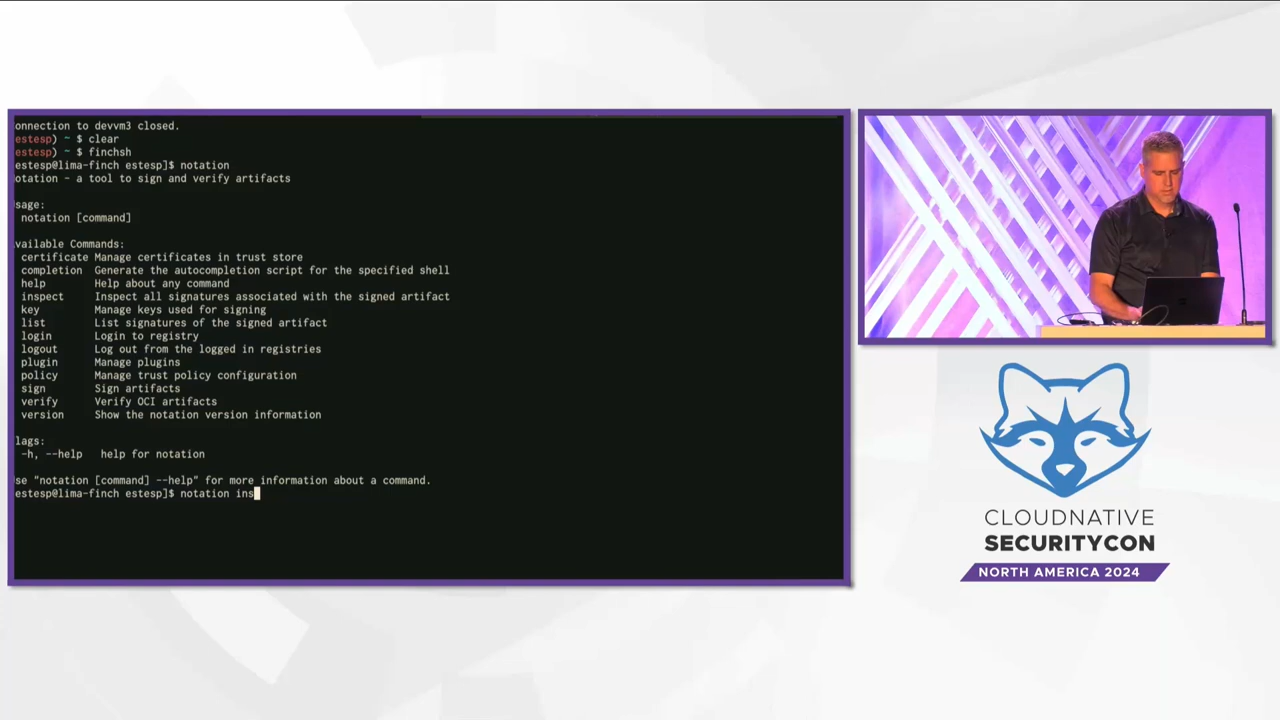 onnection to devvm3 closed.
estesp) ~ $ clear
estesp) ~ $ finchsh
estesp@lima-finch estesp]$ notation
otation - a tool to sign and verify artifacts
sage:
notation [command]
vailable Commands:
certificate Manage certificates in trust store
completion Generate the autocompletion script for the specified shell
help Help about any command
inspect Inspect all signatures associated with the signed artifact
key Manage keys used for signing
list List signatures of the signed artifact
login Login to registry
logout Log out from the logged in registries
plugin Manage plugins
policy Manage trust policy configuration
sign Sign artifacts
verify Verify OCI artifacts
version Show the notation version information
lags:
-h, --help help for notation
se "notation [command] --help" for more information about a command.
estesp@lima-finch estesp]$ notation ins
CLOUDNATIVE
SECURITYCON
NORTH AMERICA 2024